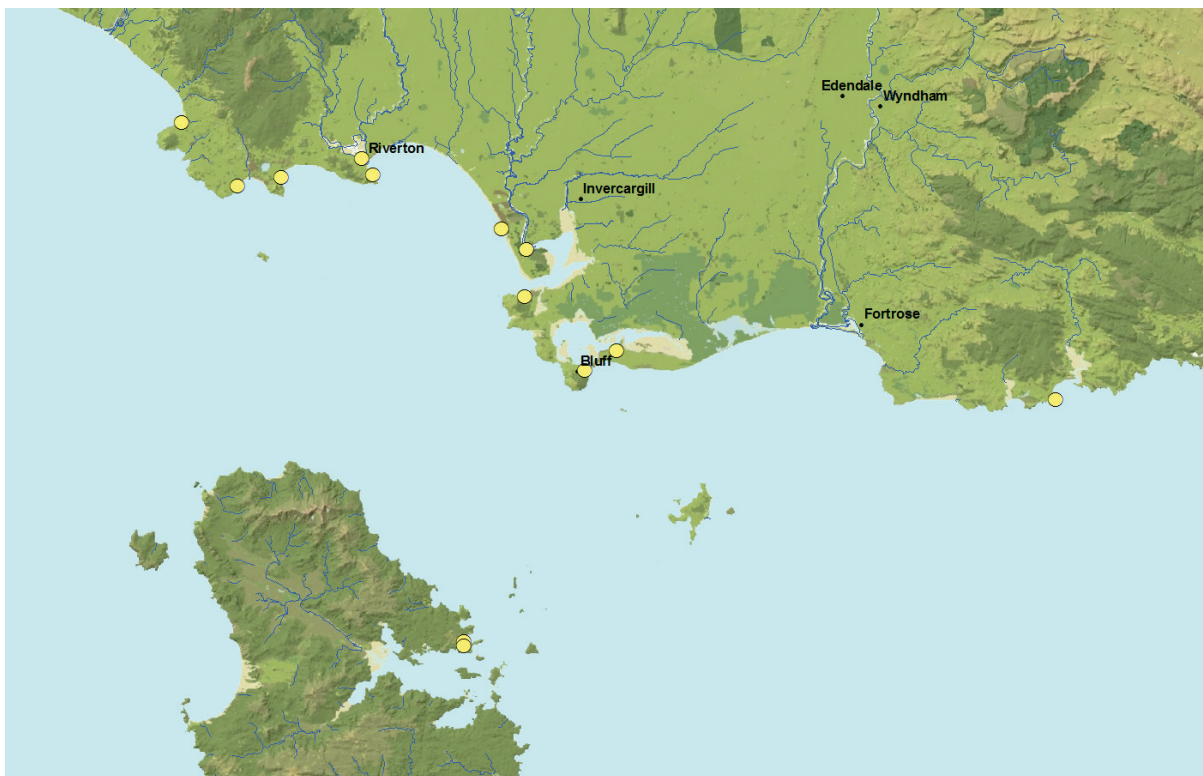 Edendale
Wyndham
Riverton
Invercargill
Fortrose
Bluff